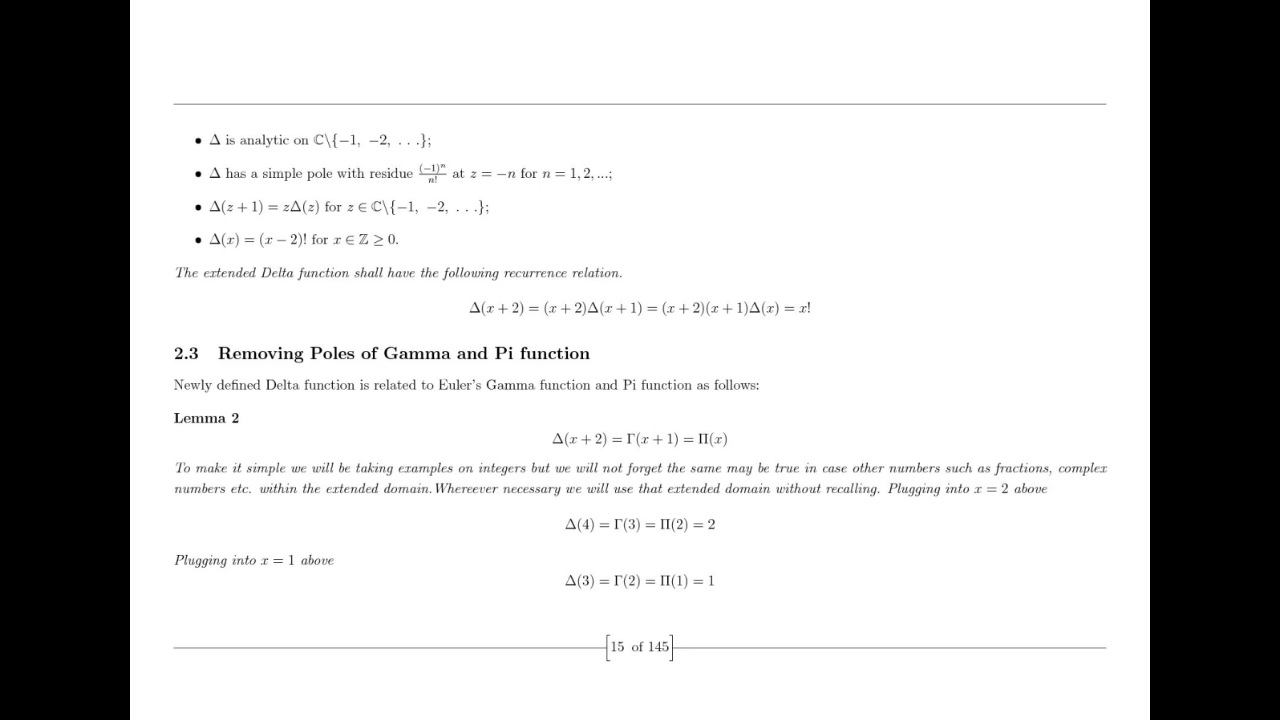 • Δ is analytic on ℂ\{−1, −2, . . .};
• Δ has a simple pole with residue (−1)ⁿ/n! at z = −n for n = 1, 2, ...;
• Δ(z + 1) = zΔ(z) for z ∈ ℂ\{−1, −2, . . .};
• Δ(x) = (x − 2)! for x ∈ ℤ ≥ 0.
The extended Delta function shall have the following recurrence relation.
Δ(x + 2) = (x + 2)Δ(x + 1) = (x + 2)(x + 1)Δ(x) = x!
2.3 Removing Poles of Gamma and Pi function
Newly defined Delta function is related to Euler's Gamma function and Pi function as follows:
Lemma 2
Δ(x + 2) = Γ(x + 1) = Π(x)
To make it simple we will be taking examples on integers but we will not forget the same may be true in case other numbers such as fractions, complex
numbers etc. within the extended domain.Whereever necessary we will use that extended domain without recalling. Plugging into x = 2 above
Δ(4) = Γ(3) = Π(2) = 2
Plugging into x = 1 above
Δ(3) = Γ(2) = Π(1) = 1
[15 of 145]